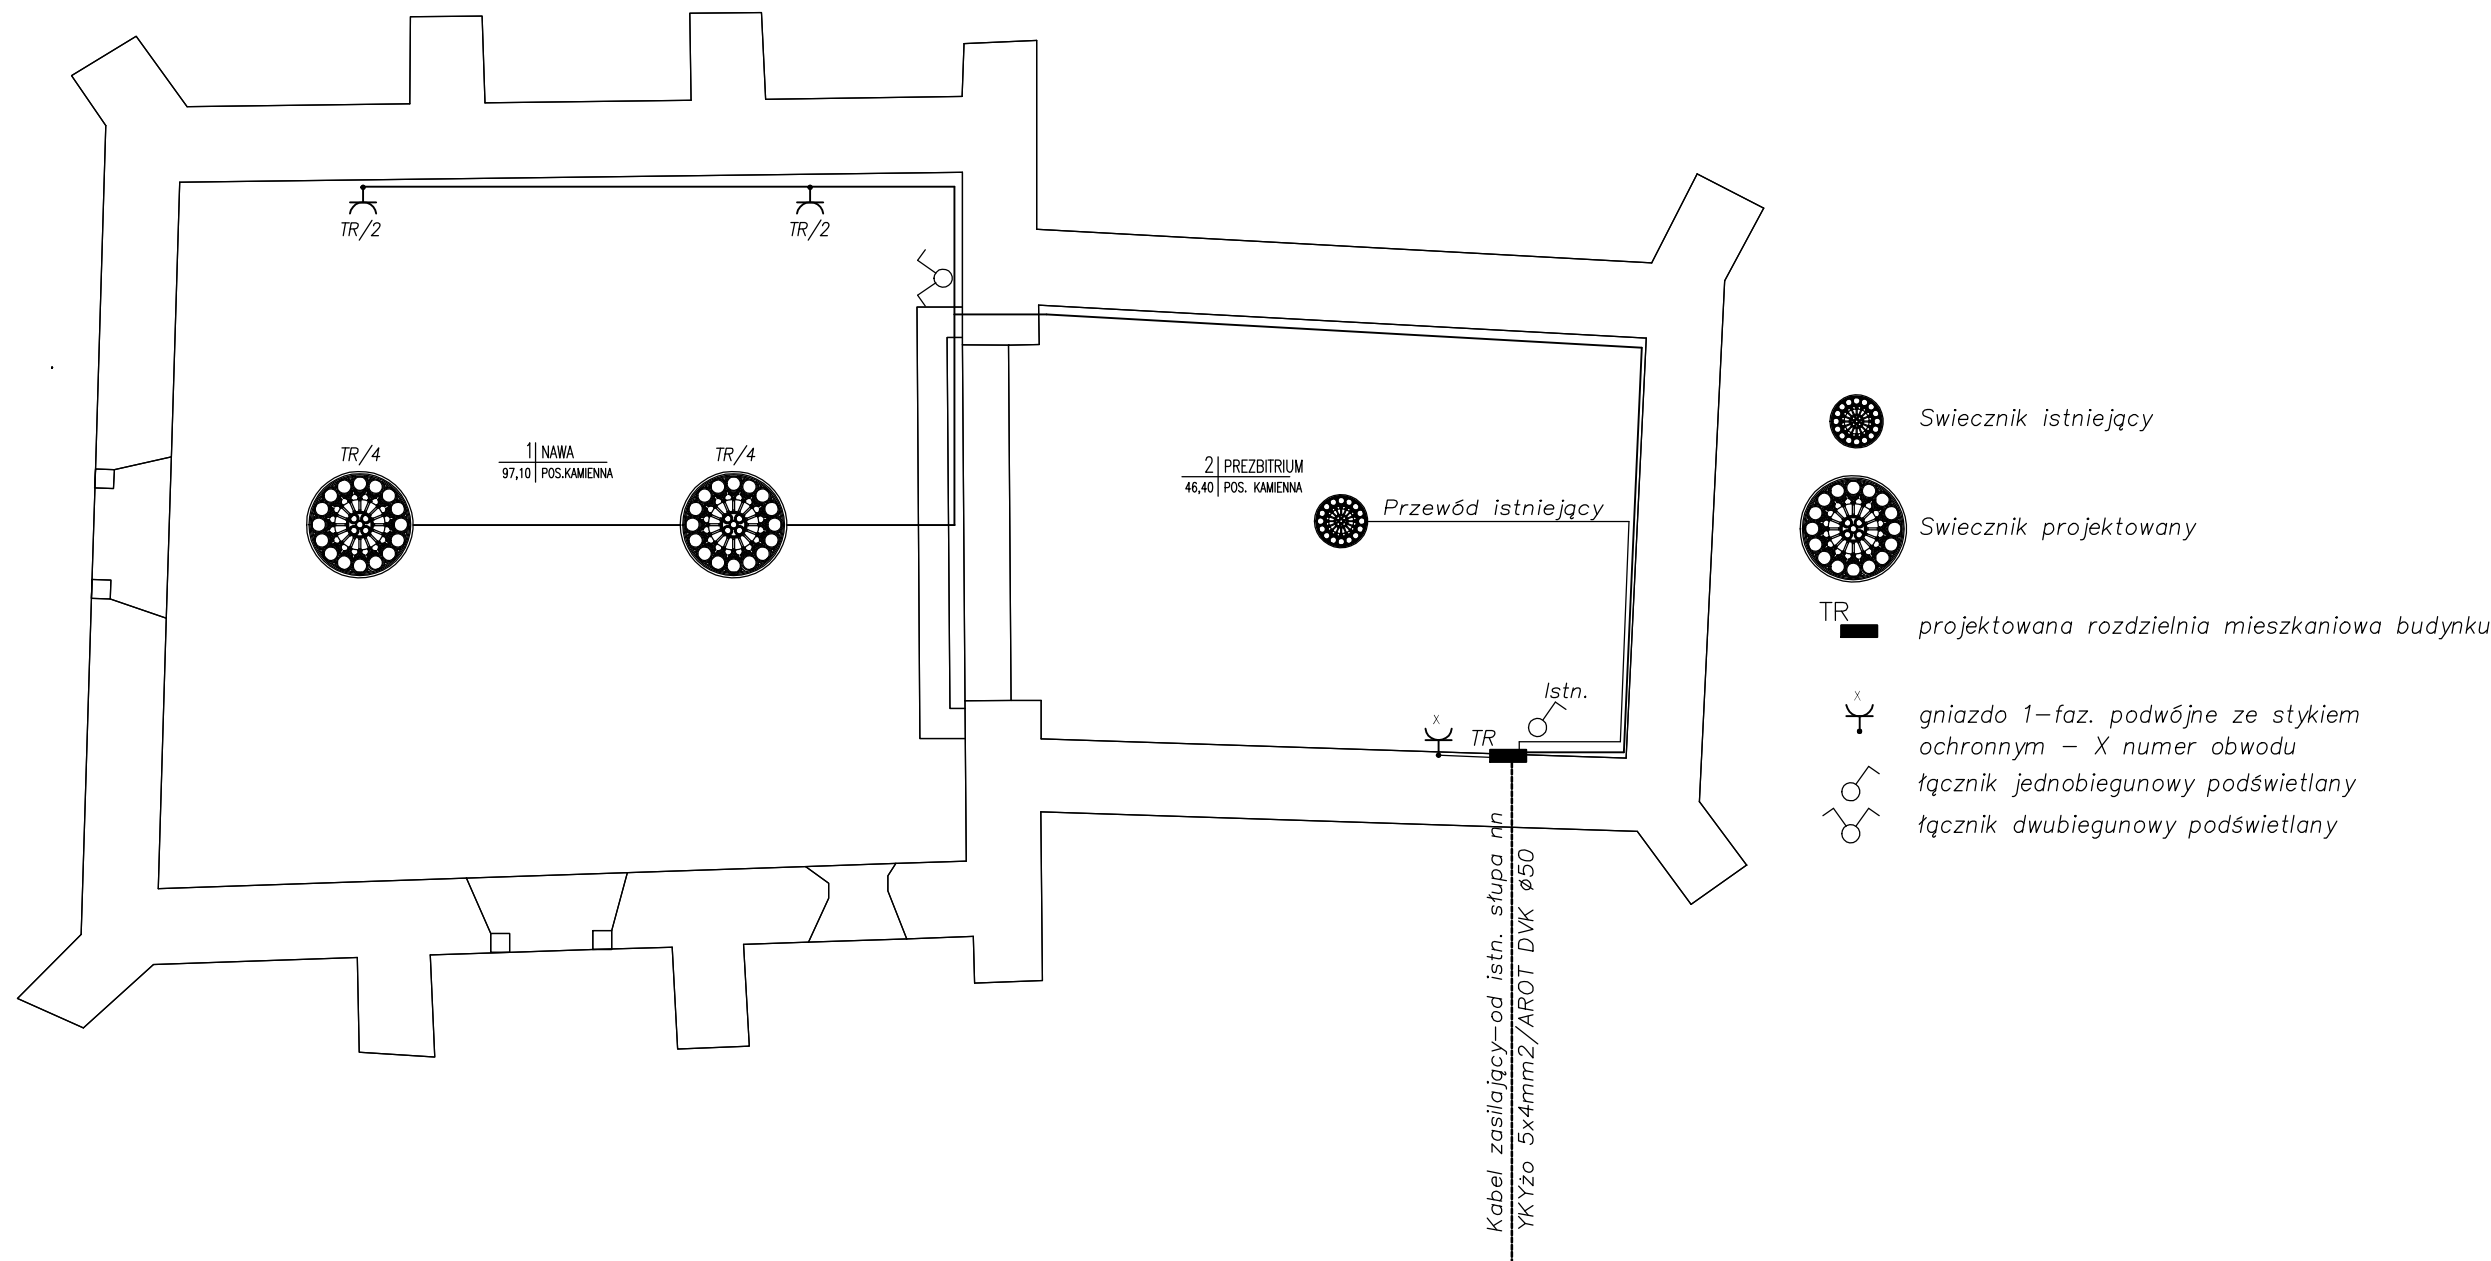 TR/2
TR/2
TR/4
1 NAWA
97,10 POS.KAMIENNA
TR/4
2 PREZBITRIUM
46,40 POS. KAMIENNA
Przewód istniejący
Istn.
X
TR
Kabel zasilający-od istn. słupa nn
YKYżo 5x4mm2/AROT DVK ø50
Swiecznik istniejący
Swiecznik projektowany
TR
projektowana rozdzielnia mieszkaniowa budynku
X
gniazdo 1-faz. podwójne ze stykiem
ochronnym - X numer obwodu
łącznik jednobiegunowy podświetlany
łącznik dwubiegunowy podświetlany